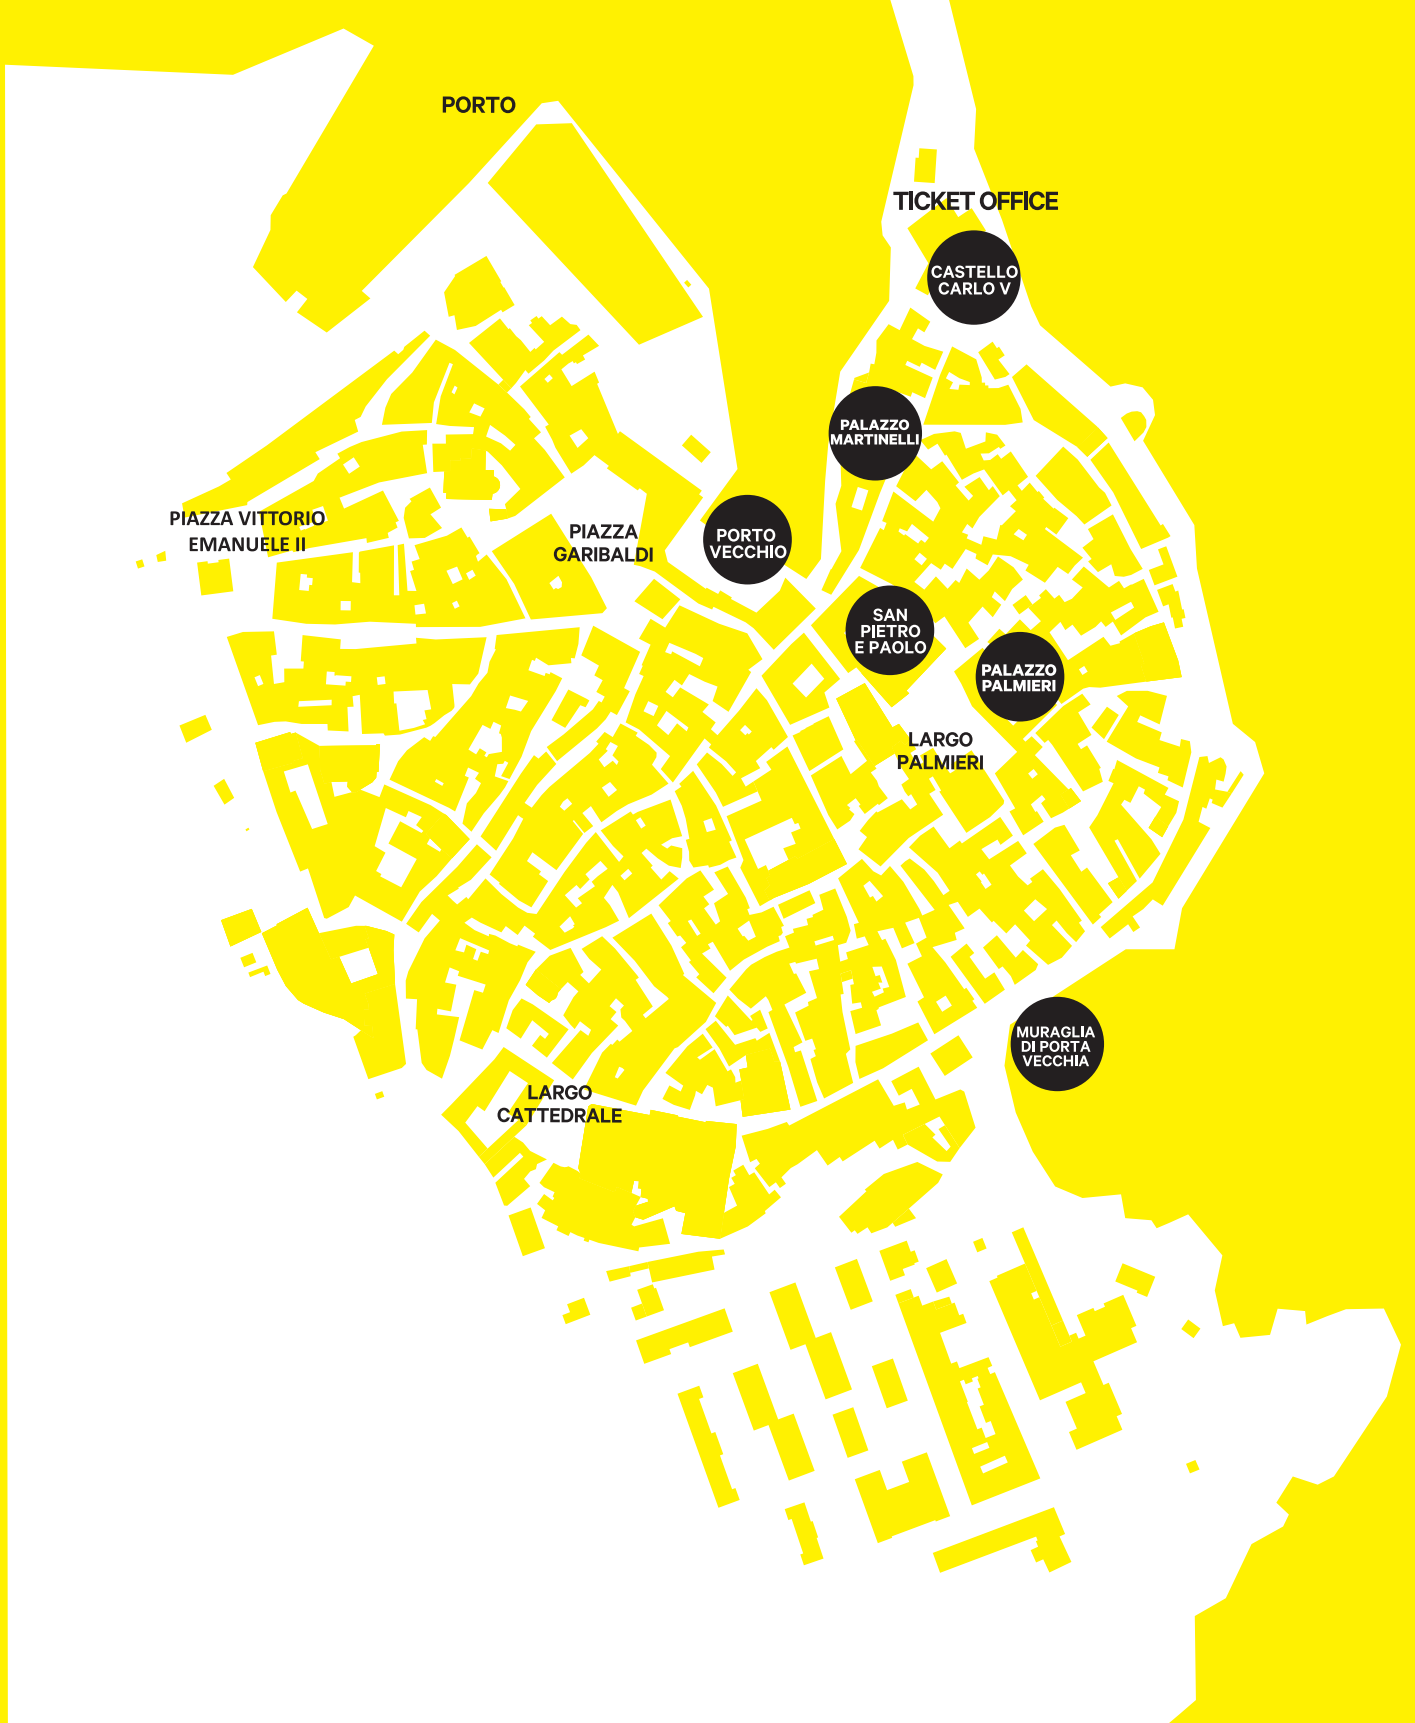 PORTO
TICKET OFFICE
CASTELLO
CARLO V
PALAZZO
MARTINELLI
PIAZZA VITTORIO
EMANUELE II
PIAZZA
GARIBALDI
PORTO
VECCHIO
SAN
PIETRO
E PAOLO
PALAZZO
PALMIERI
LARGO
PALMIERI
MURAGLIA
DI PORTA
VECCHIA
LARGO
CATTEDRALE